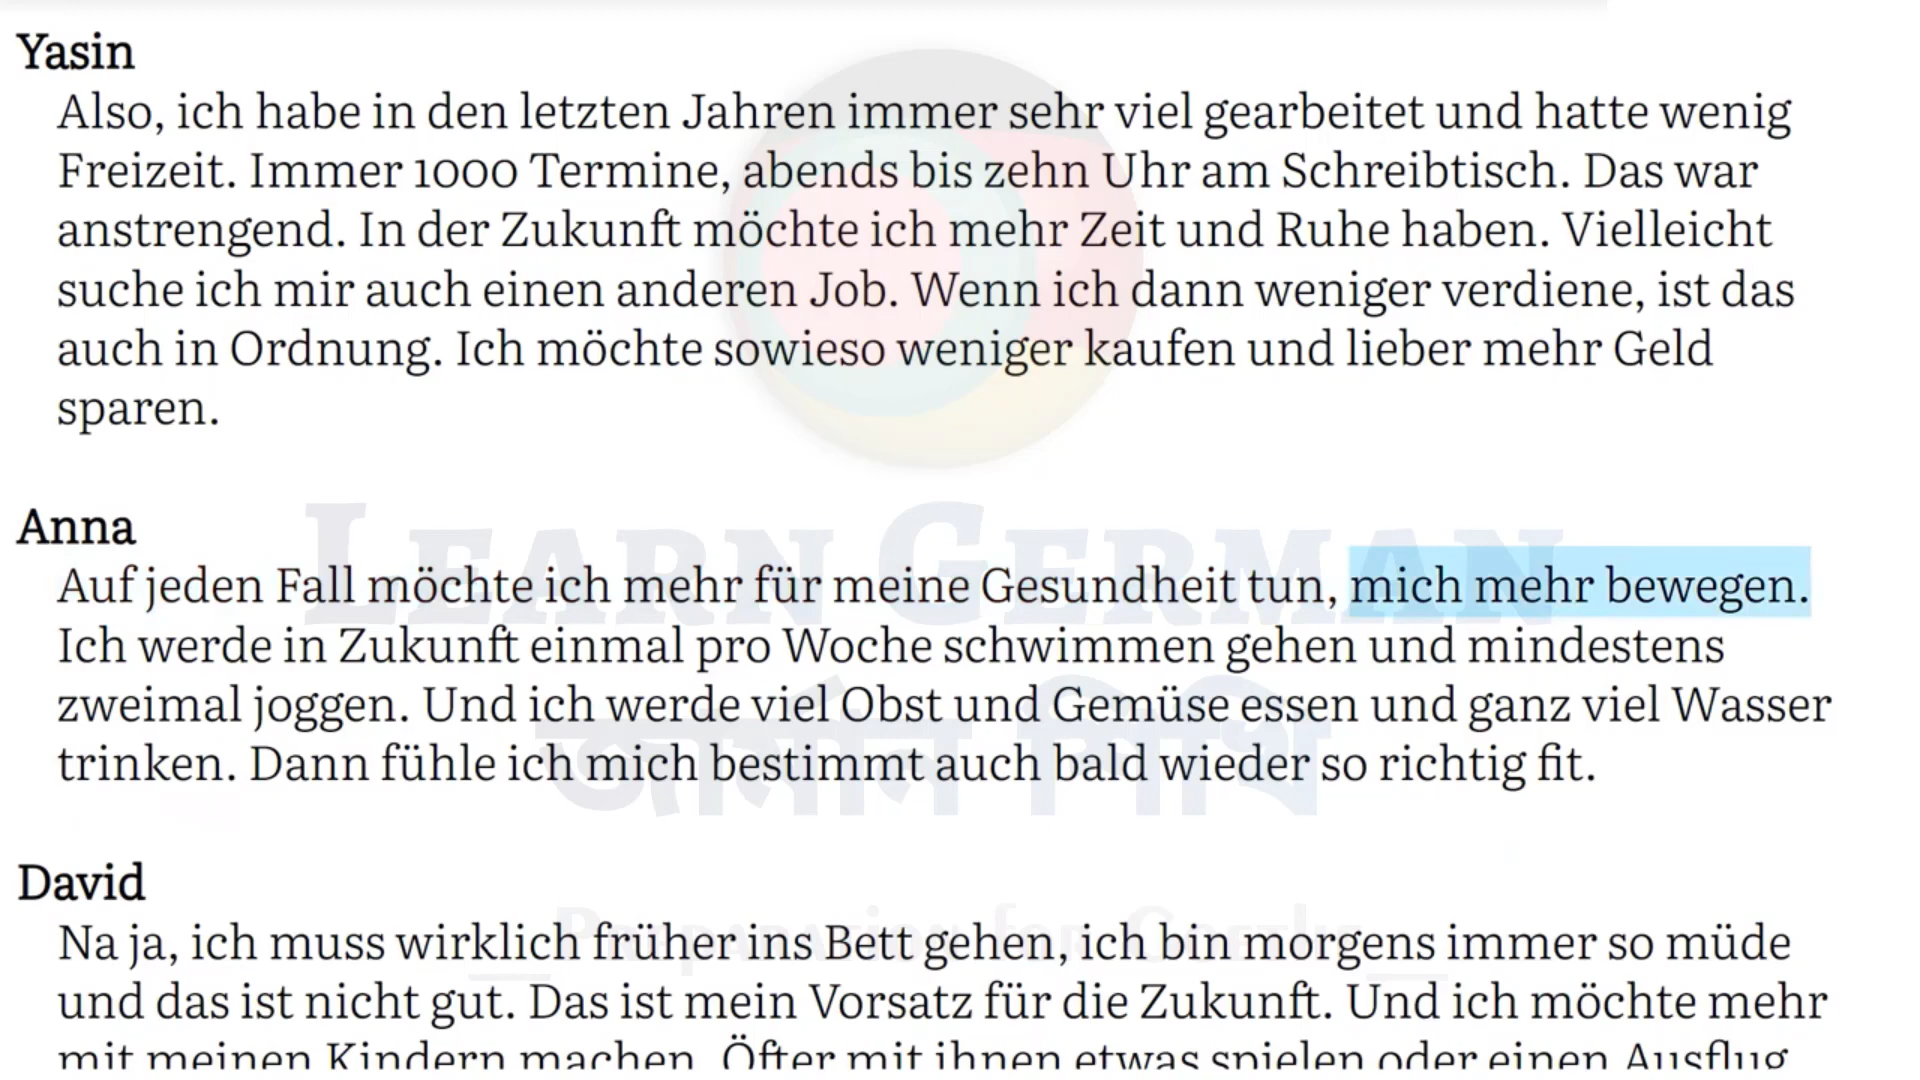 Yasin
Also, ich habe in den letzten Jahren immer sehr viel gearbeitet und hatte wenig
Freizeit. Immer 1000 Termine, abends bis zehn Uhr am Schreibtisch. Das war
anstrengend. In der Zukunft möchte ich mehr Zeit und Ruhe haben. Vielleicht
suche ich mir auch einen anderen Job. Wenn ich dann weniger verdiene, ist das
auch in Ordnung. Ich möchte sowieso weniger kaufen und lieber mehr Geld
sparen.
LEARN GERMAN
Anna
Auf jeden Fall möchte ich mehr für meine Gesundheit tun, mich mehr bewegen.
Ich werde in Zukunft einmal pro Woche schwimmen gehen und mindestens
zweimal joggen. Und ich werde viel Obst und Gemüse essen und ganz viel Wasser
trinken. Dann fühle ich mich bestimmt auch bald wieder so richtig fit.
জার্মান শিখি
David
Na ja, ich muss wirklich früher ins Bett gehen, ich bin morgens immer so müde
und das ist nicht gut. Das ist mein Vorsatz für die Zukunft. Und ich möchte mehr
mit meinen Kindern machen. Öfter mit ihnen etwas spielen oder einen Ausflug